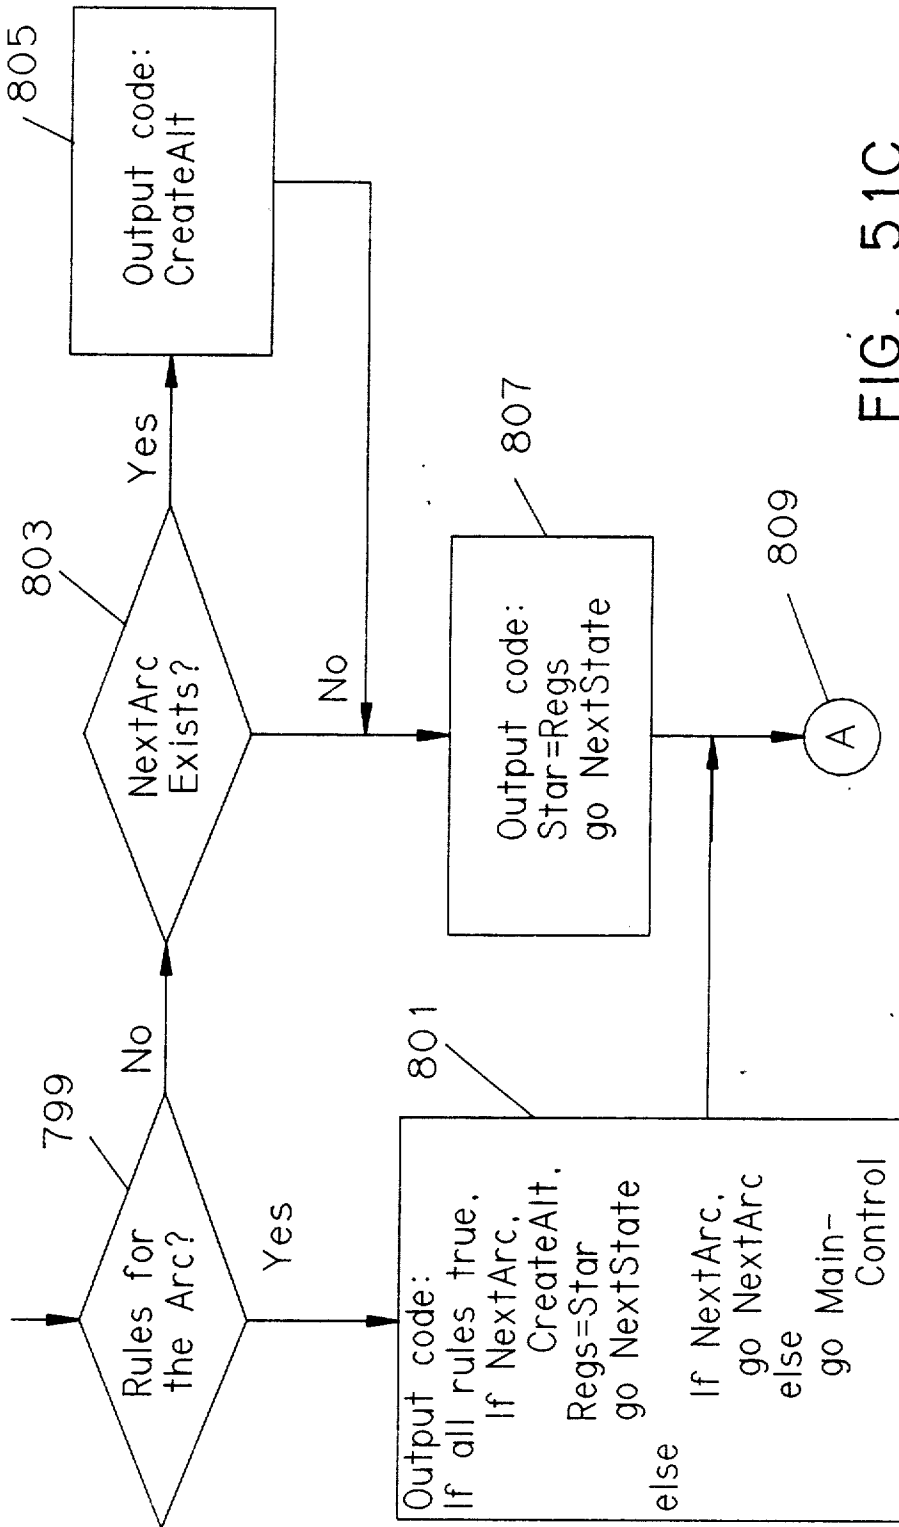 799
Rules for
the Arc?
No
Yes
803
NextArc
Exists?
Yes
No
805
Output code:
CreateAlt
801
Output code:
If all rules true,
If NextArc,
CreateAlt.
Regs=Star
go NextState
else
If NextArc,
go NextArc
else
go Main-
Control
807
Output code:
Star=Regs
go NextState
809
A
FIG. 51C